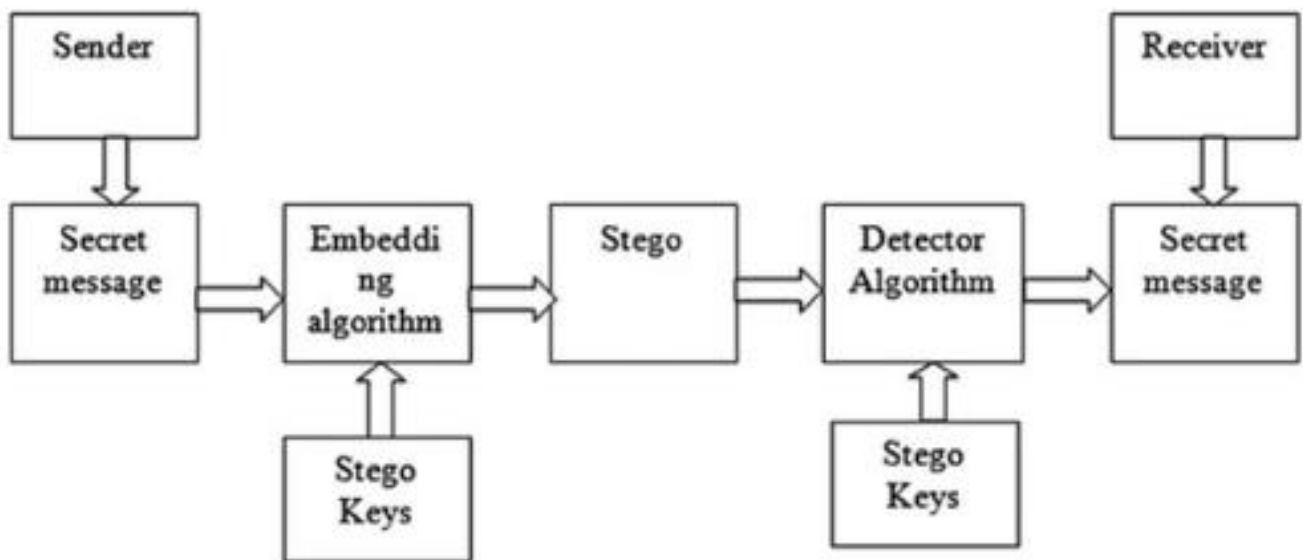 Sender
Receiver
Secret
message
Embeddi
ng
algorithm
Stego
Detector
Algorithm
Secret
message
Stego
Keys
Stego
Keys